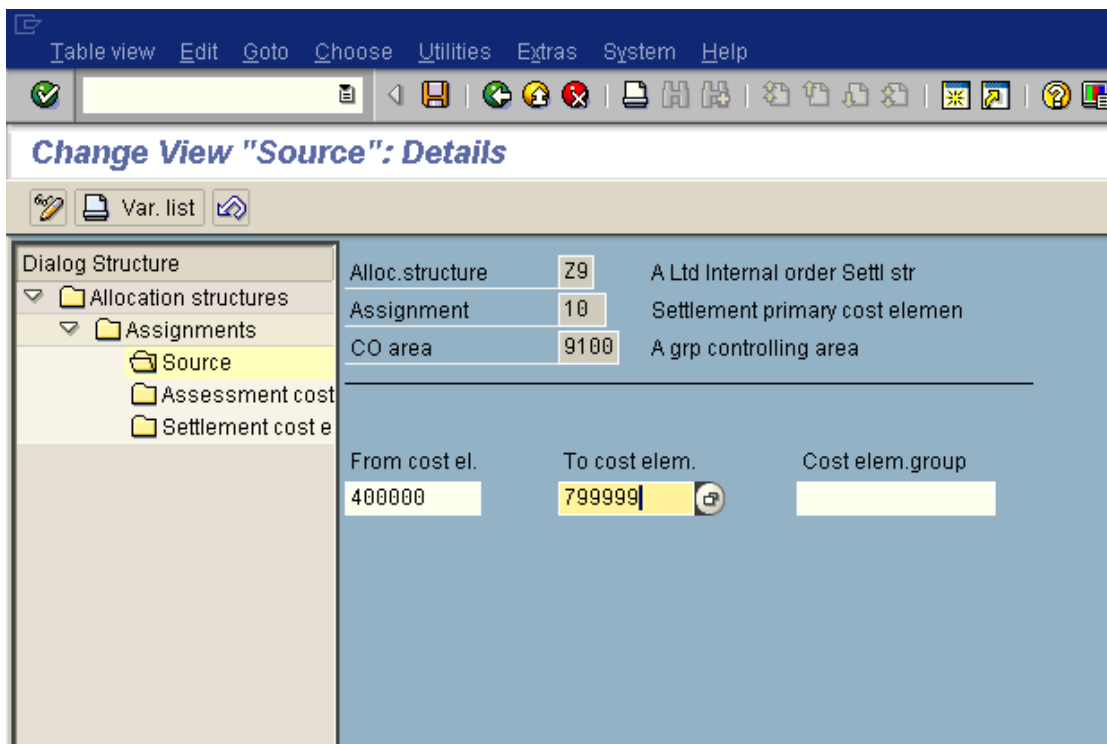 Table view Edit Goto Choose Utilities Extras System Help
Change View "Source": Details
Var. list
Dialog Structure
Allocation structures
Assignments
Source
Assessment cost
Settlement cost e
Alloc.structure Z9 A Ltd Internal order Settl str
Assignment 10 Settlement primary cost elemen
CO area 9100 A grp controlling area
From cost el. To cost elem. Cost elem.group
400000 799999